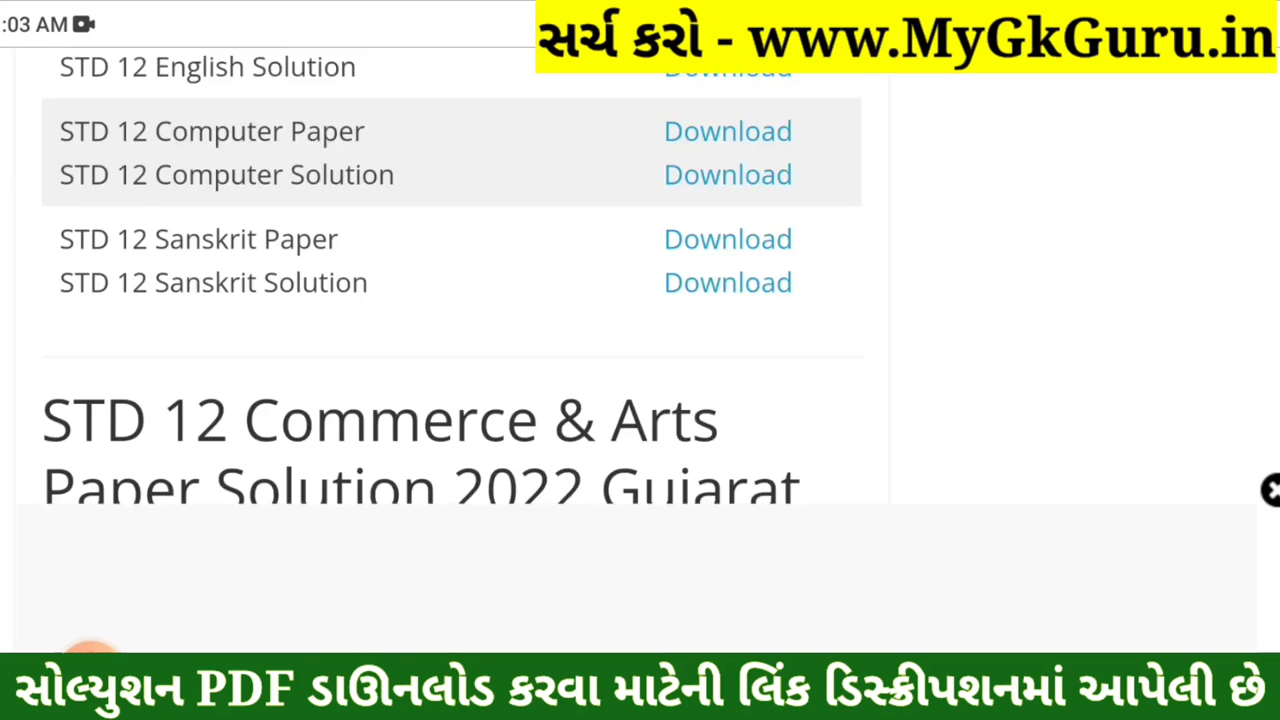 :03 AM
સર્ચ કરો - www.MyGkGuru.in
STD 12 English Solution Download
STD 12 Computer Paper Download
STD 12 Computer Solution Download
STD 12 Sanskrit Paper Download
STD 12 Sanskrit Solution Download
STD 12 Commerce & Arts
Paper Solution 2022 Gujarat
સોલ્યુશન PDF ડાઊનલોડ કરવા માટેની લિંક ડિસ્ક્રીપશનમાં આપેલી છે